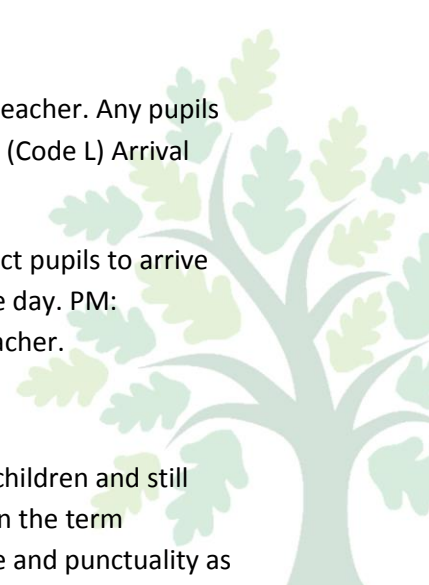 eacher. Any pupils
(Code L) Arrival
ct pupils to arrive
e day. PM:
acher.
children and still
n the term
e and punctuality as